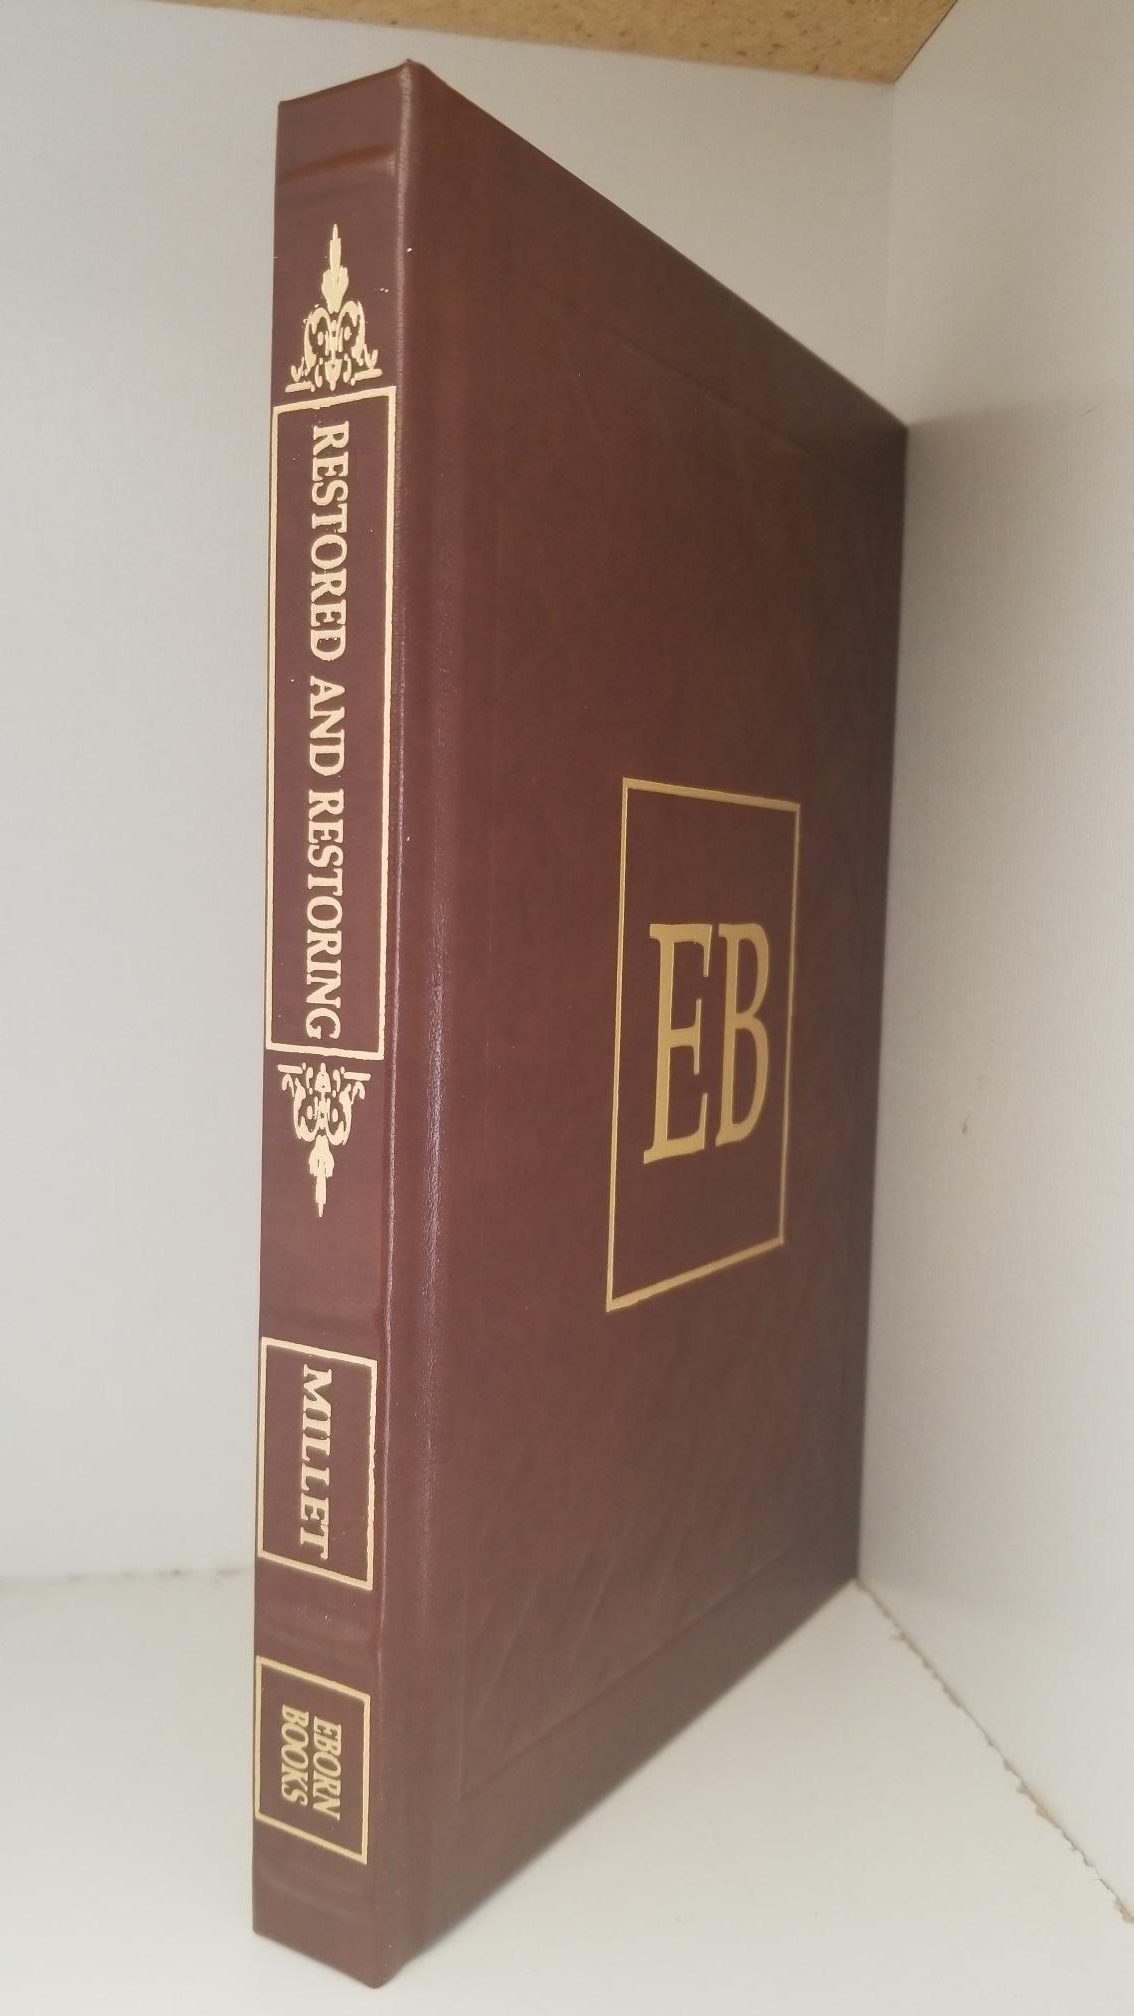 RESTORED AND RESTORING
MILLET
EBORN
BOOKS
EB